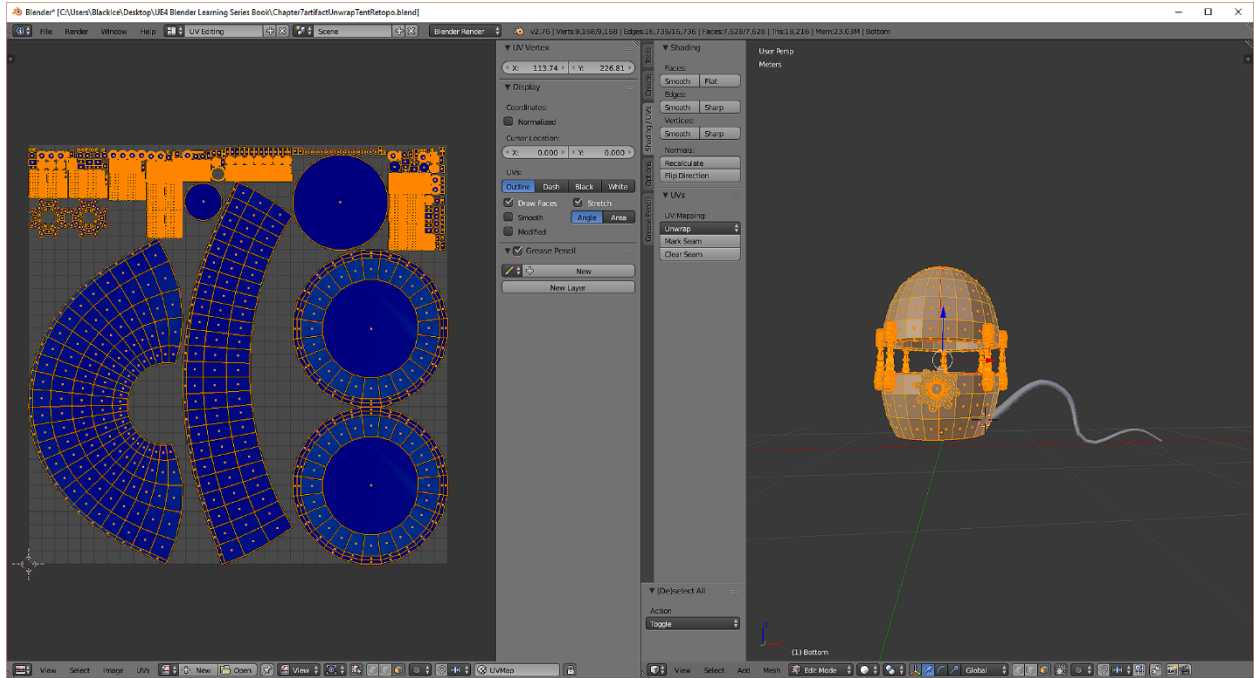 Blender* [C:\Users\BlackIce\Desktop\UE4 Blender Learning Series Book\Chapter7artifactUnwrapTentRetopo.blend]
File Render Window Help UV Editing Scene Blender Render v2.76 | Verts:9,168/9,168 | Edges:16,736/16,736 | Faces:7,628/7,628 | Tris:18,216 | Mem:23.03M | Bottom
UV Vertex
X: 113.74 Y: 226.81
Display
Coordinates:
Normalized
Cursor Location:
X: 0.000 Y: 0.000
UVs:
Outline Dash Black White
Draw Faces Stretch
Smooth Angle Area
Modified
Grease Pencil
New
New Layer
Tools
Create
Shading / UVs
Options
Grease Pencil
Shading
Faces:
Smooth Flat
Edges:
Smooth Sharp
Vertices:
Smooth Sharp
Normals:
Recalculate
Flip Direction
UVs
UV Mapping:
Unwrap
Mark Seam
Clear Seam
(De)select All
Action
Toggle
User Persp
Meters
(1) Bottom
View Select Image UVs New Open View UVMap
View Select Add Mesh Edit Mode Global